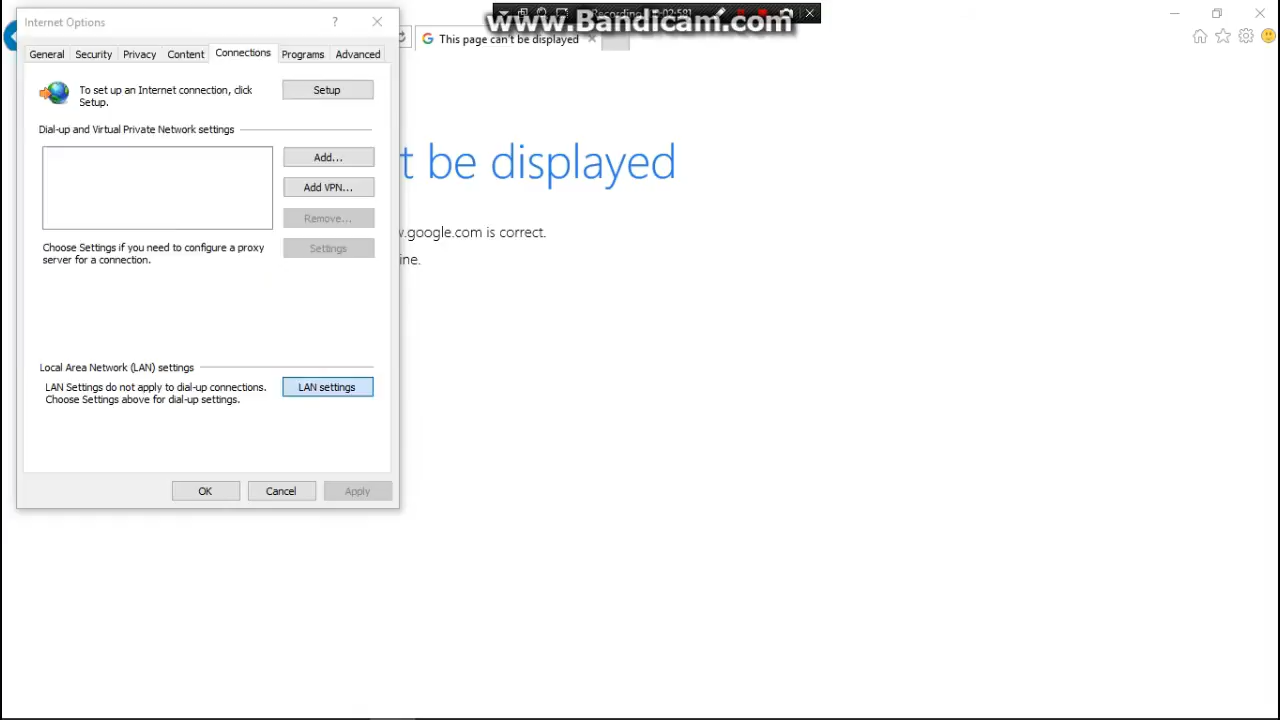 Internet Options
www.Bandicam.com
This page can't be displayed
General Security Privacy Content Connections Programs Advanced
To set up an Internet connection, click
Setup.
Setup
Dial-up and Virtual Private Network settings
Add...
Add VPN...
Remove...
Choose Settings if you need to configure a proxy
server for a connection.
Settings
t be displayed
.google.com is correct.
ine.
Local Area Network (LAN) settings
LAN Settings do not apply to dial-up connections.
Choose Settings above for dial-up settings.
LAN settings
OK Cancel Apply